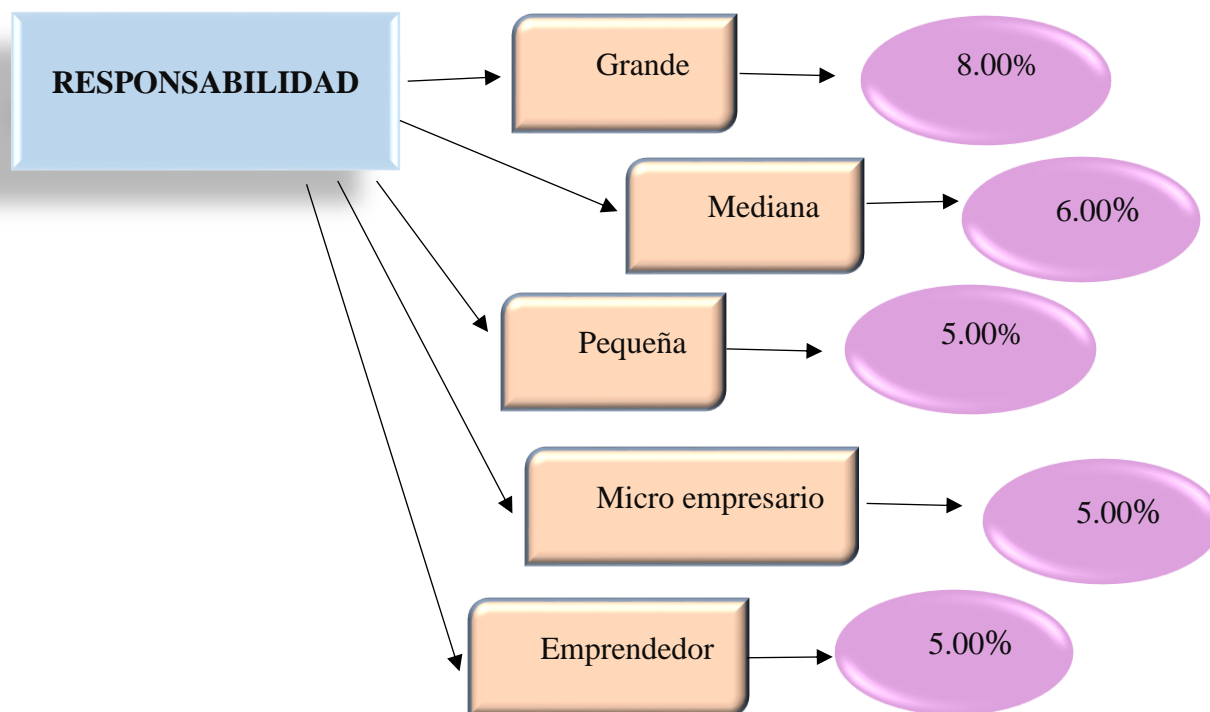 RESPONSABILIDAD
Grande
8.00%
Mediana
6.00%
Pequeña
5.00%
Micro empresario
5.00%
Emprendedor
5.00%